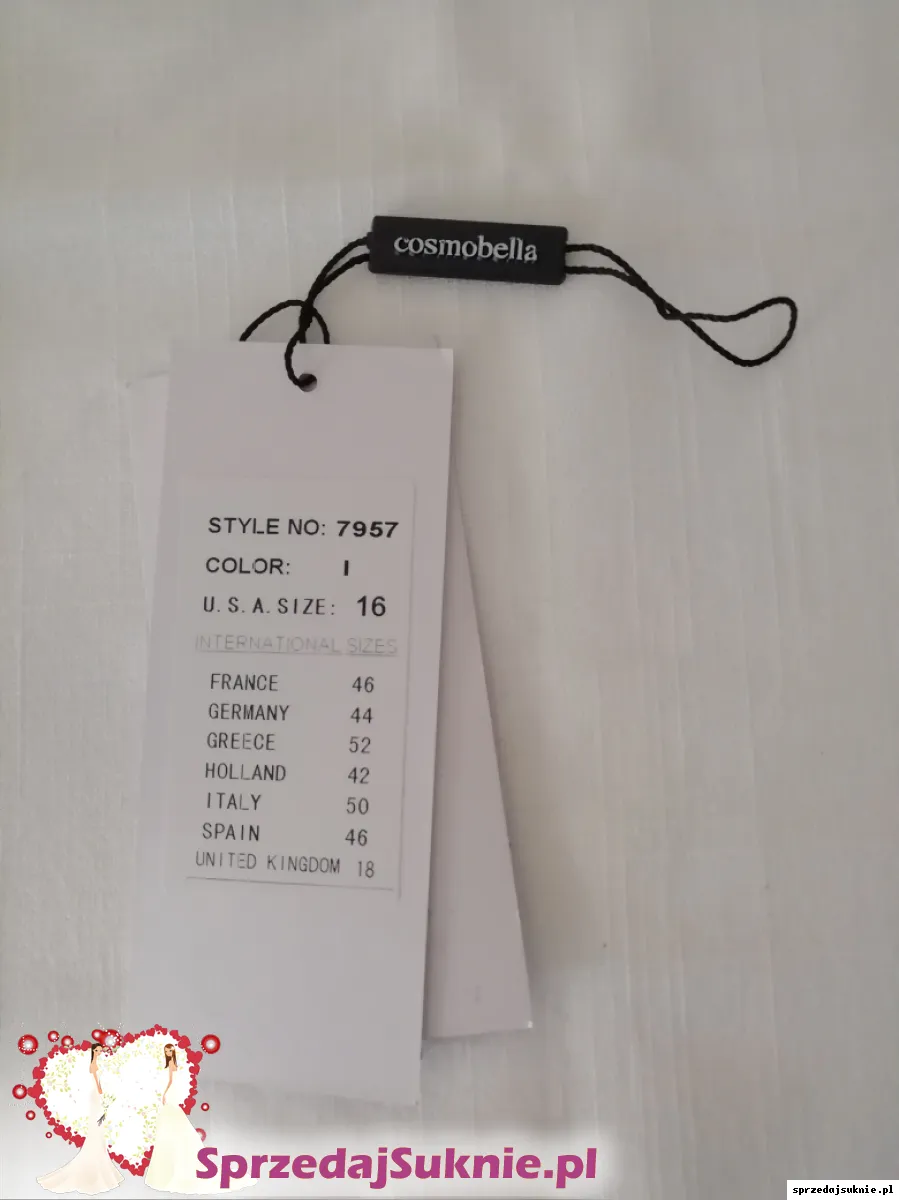 cosmobella
STYLE NO: 7957
COLOR: I
U.S.A.SIZE: 16
INTERNATIONAL SIZES
FRANCE 46
GERMANY 44
GREECE 52
HOLLAND 42
ITALY 50
SPAIN 46
UNITED KINGDOM 18
SprzedajSuknie.pl
sprzedajsuknie.pl